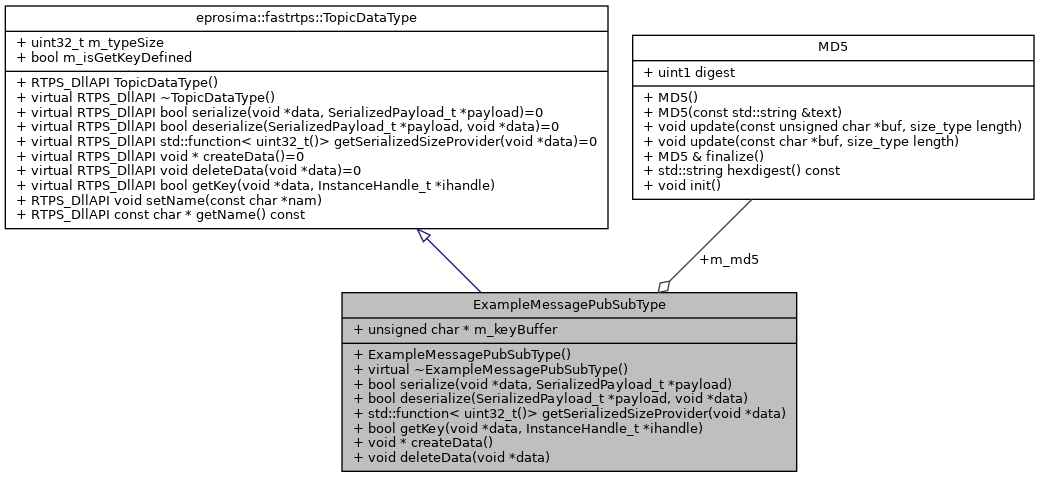 eprosima::fastrtps::TopicDataType
+ uint32_t m_typeSize
+ bool m_isGetKeyDefined
+ RTPS_DllAPI TopicDataType()
+ virtual RTPS_DllAPI ~TopicDataType()
+ virtual RTPS_DllAPI bool serialize(void *data, SerializedPayload_t *payload)=0
+ virtual RTPS_DllAPI bool deserialize(SerializedPayload_t *payload, void *data)=0
+ virtual RTPS_DllAPI std::function< uint32_t()> getSerializedSizeProvider(void *data)=0
+ virtual RTPS_DllAPI void * createData()=0
+ virtual RTPS_DllAPI void deleteData(void *data)=0
+ virtual RTPS_DllAPI bool getKey(void *data, InstanceHandle_t *ihandle)
+ RTPS_DllAPI void setName(const char *nam)
+ RTPS_DllAPI const char * getName() const
MD5
+ uint1 digest
+ MD5()
+ MD5(const std::string &text)
+ void update(const unsigned char *buf, size_type length)
+ void update(const char *buf, size_type length)
+ MD5 & finalize()
+ std::string hexdigest() const
+ void init()
+m_md5
ExampleMessagePubSubType
+ unsigned char * m_keyBuffer
+ ExampleMessagePubSubType()
+ virtual ~ExampleMessagePubSubType()
+ bool serialize(void *data, SerializedPayload_t *payload)
+ bool deserialize(SerializedPayload_t *payload, void *data)
+ std::function< uint32_t()> getSerializedSizeProvider(void *data)
+ bool getKey(void *data, InstanceHandle_t *ihandle)
+ void * createData()
+ void deleteData(void *data)